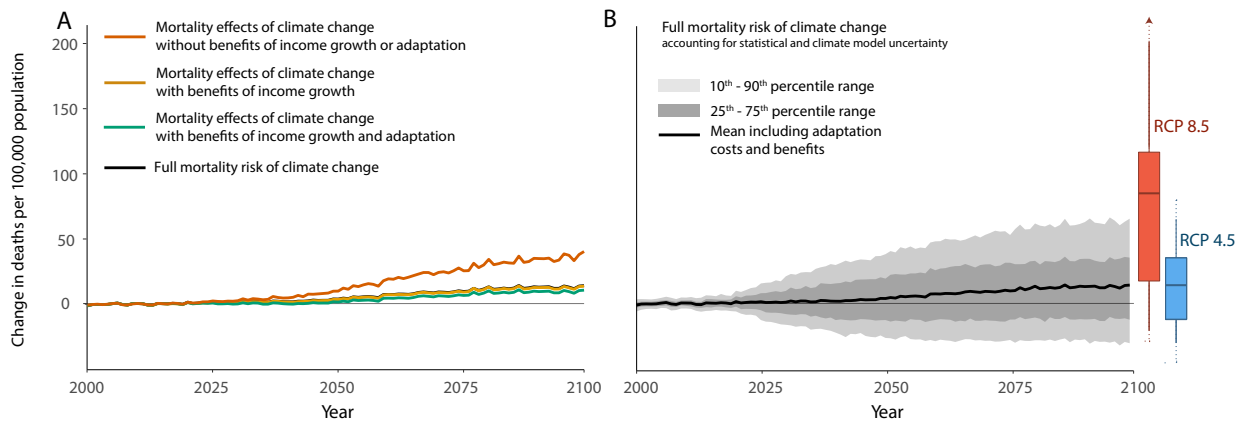 A
Change in deaths per 100,000 population
200
150
100
50
0
Mortality effects of climate change
without benefits of income growth or adaptation
Mortality effects of climate change
with benefits of income growth
Mortality effects of climate change
with benefits of income growth and adaptation
Full mortality risk of climate change
2000
2025
2050
2075
2100
Year
B
Full mortality risk of climate change
accounting for statistical and climate model uncertainty
10th - 90th percentile range
25th - 75th percentile range
Mean including adaptation
costs and benefits
RCP 8.5
RCP 4.5
2000
2025
2050
2075
2100
Year